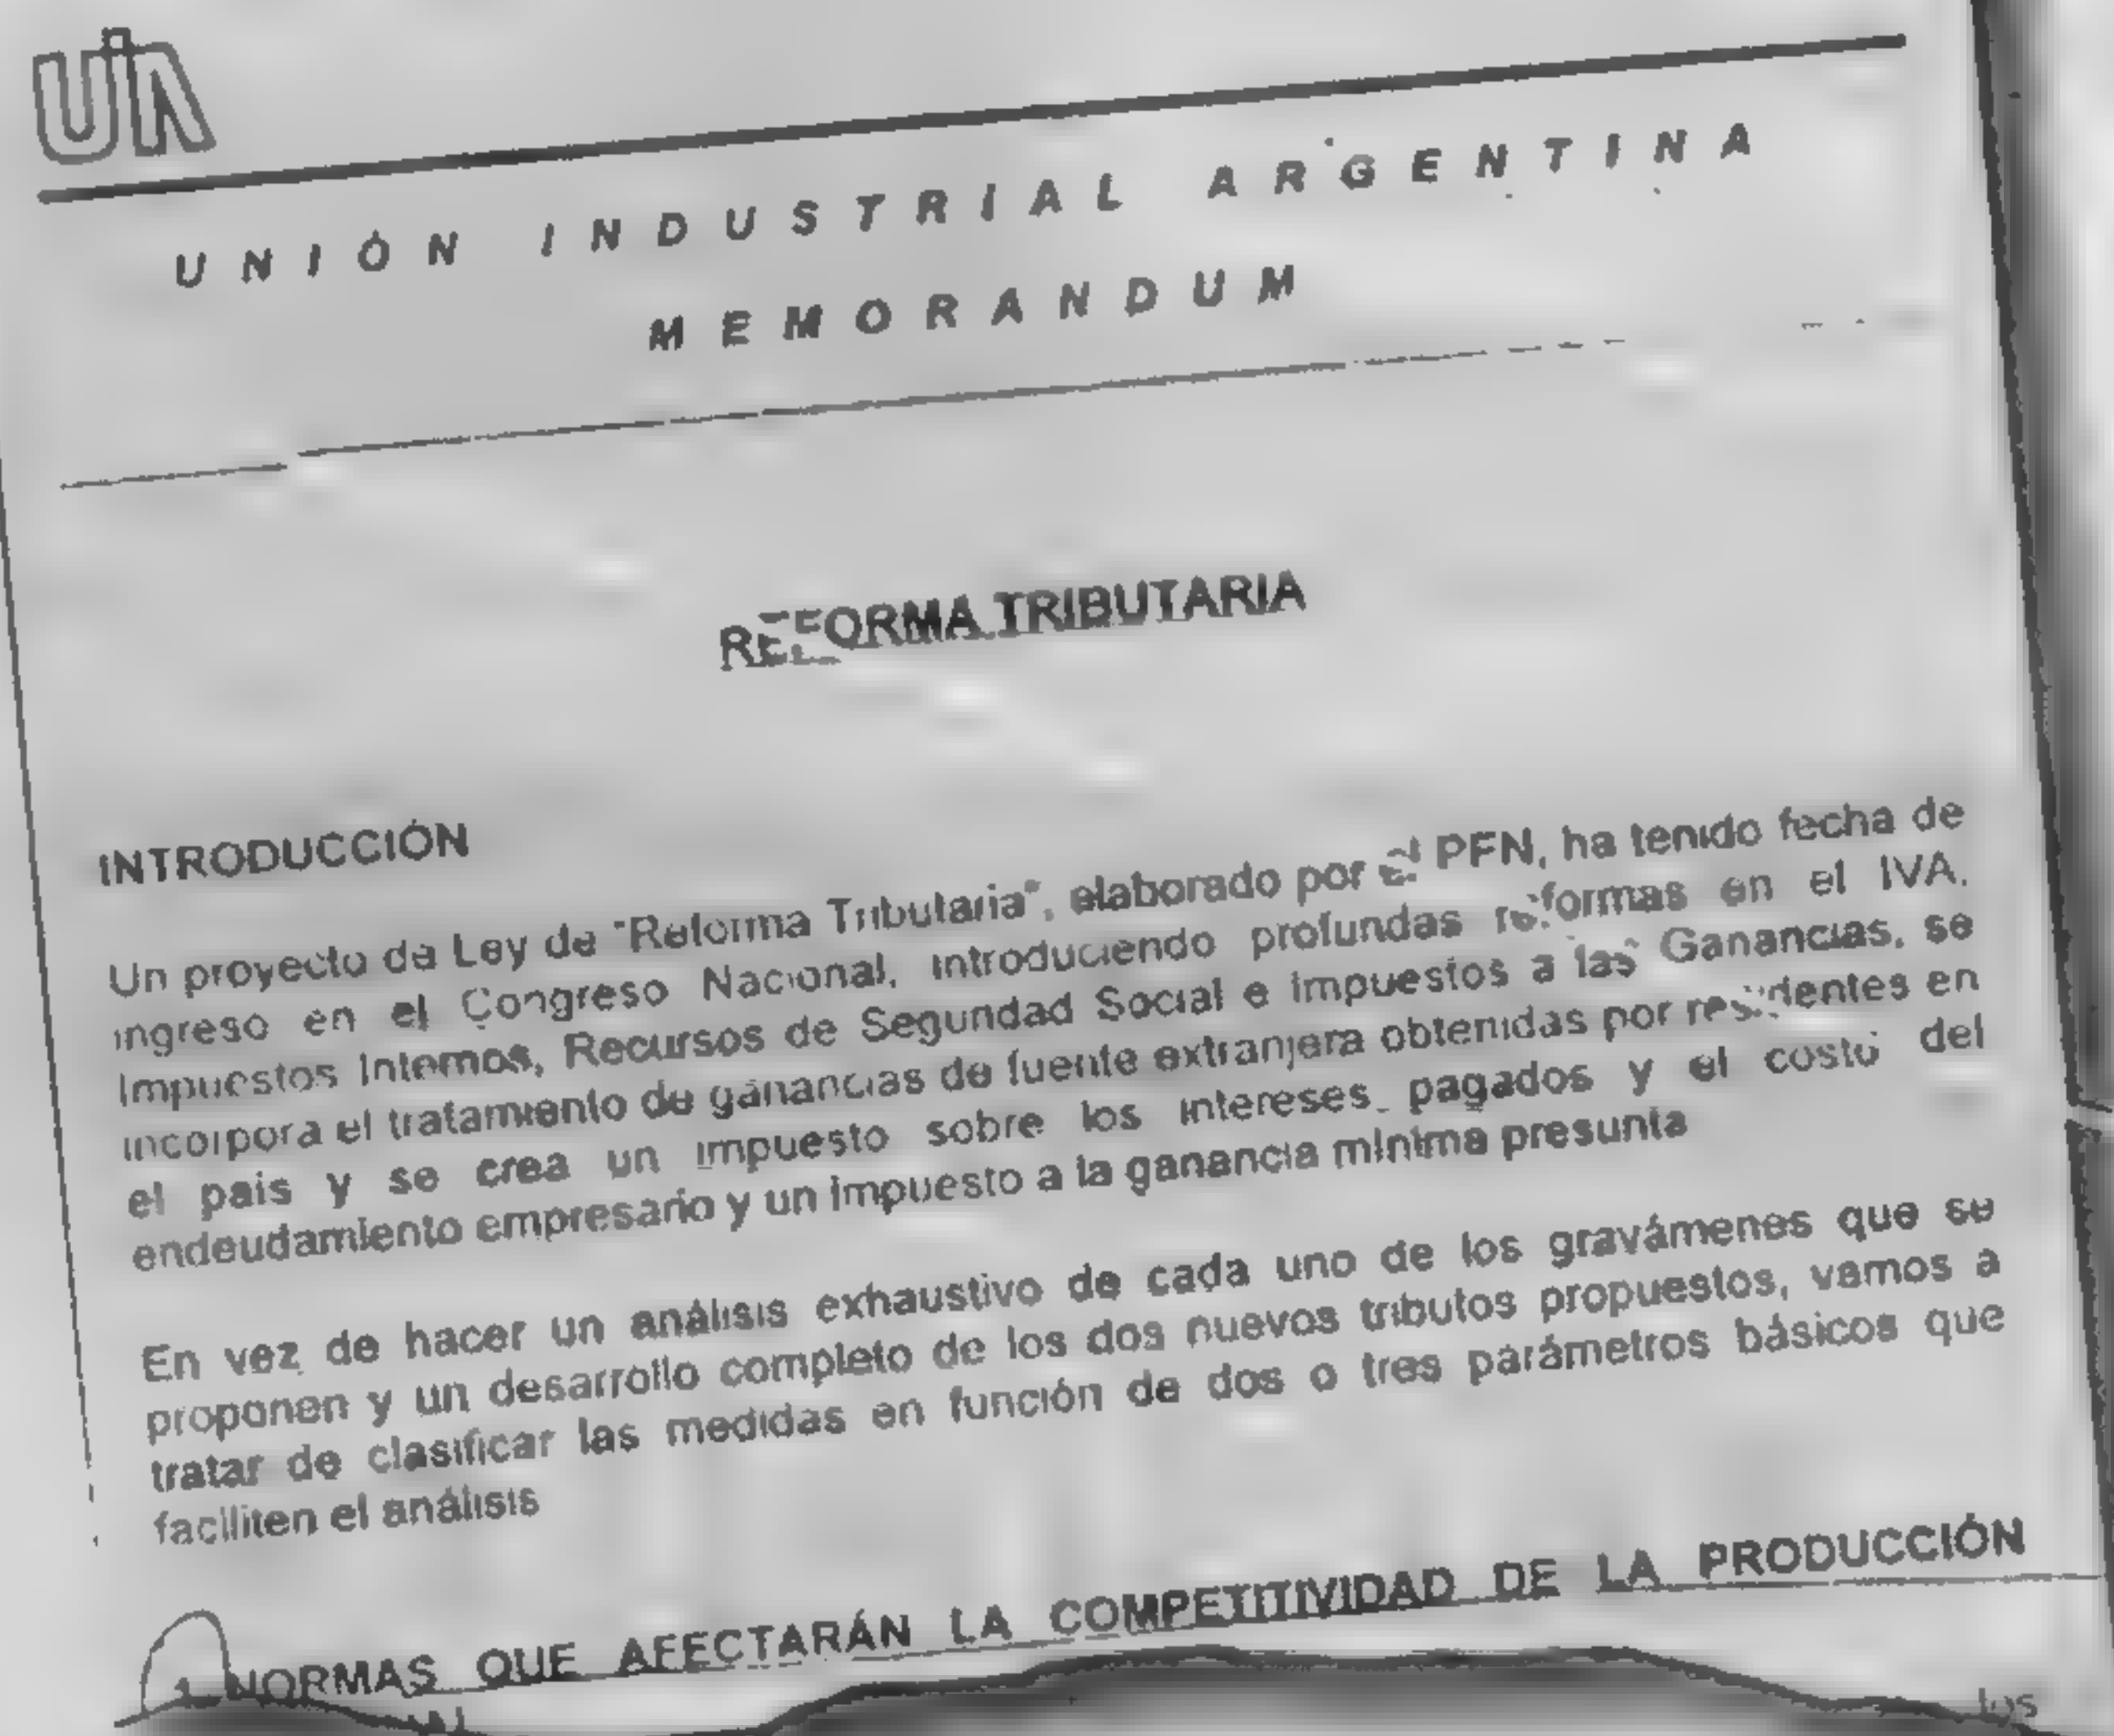 UIA
UNIÓN INDUSTRIAL ARGENTINA
MEMORANDUM
REFORMA TRIBUTARIA
INTRODUCCIÓN
Un proyecto de Ley de "Reforma Tributaria", elaborado por el PFN, ha tenido fecha de
ingreso en el Congreso Nacional, introduciendo profundas reformas en el IVA,
Impuestos Internos, Recursos de Seguridad Social e Impuestos a las Ganancias, se
incorpora el tratamiento de ganancias de fuente extranjera obtenidas por residentes en
el pais y se crea un impuesto sobre los intereses pagados y el costo del
endeudamiento empresario y un impuesto a la ganancia mínima presunta
En vez de hacer un análisis exhaustivo de cada uno de los gravámenes que se
proponen y un desarrollo completo de los dos nuevos tributos propuestos, vamos a
tratar de clasificar las medidas en función de dos o tres parámetros básicos que
faciliten el análisis
1. NORMAS QUE AFECTARÁN LA COMPETITIVIDAD DE LA PRODUCCIÓN
los